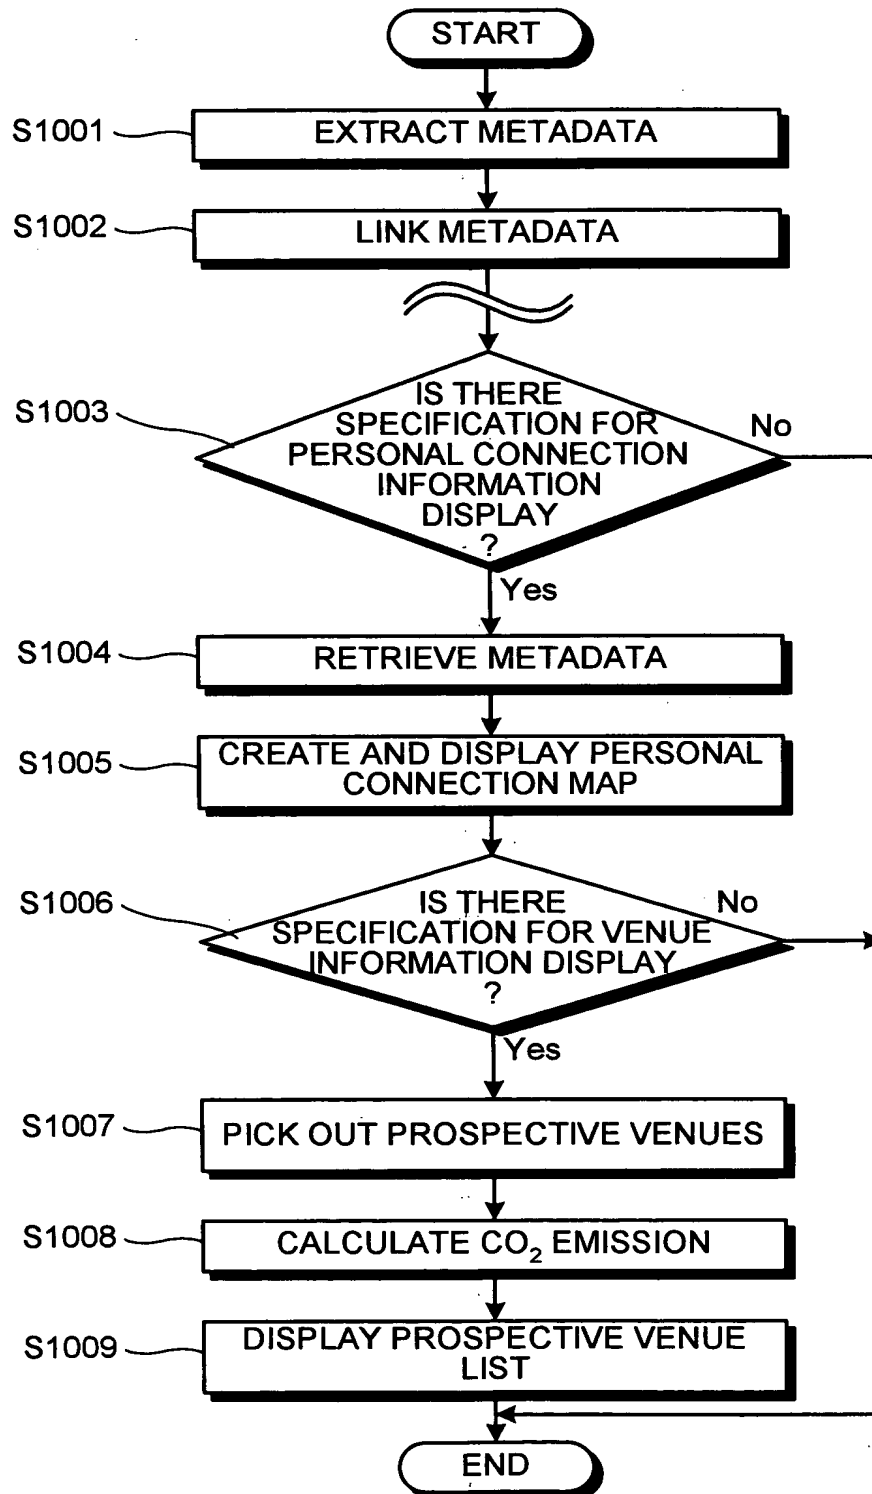 START
S1001
EXTRACT METADATA
S1002
LINK METADATA
S1003
IS THERE
SPECIFICATION FOR
PERSONAL CONNECTION
INFORMATION
DISPLAY
?
No
Yes
S1004
RETRIEVE METADATA
S1005
CREATE AND DISPLAY PERSONAL
CONNECTION MAP
S1006
IS THERE
SPECIFICATION FOR VENUE
INFORMATION DISPLAY
?
No
Yes
S1007
PICK OUT PROSPECTIVE VENUES
S1008
CALCULATE CO₂ EMISSION
S1009
DISPLAY PROSPECTIVE VENUE
LIST
END